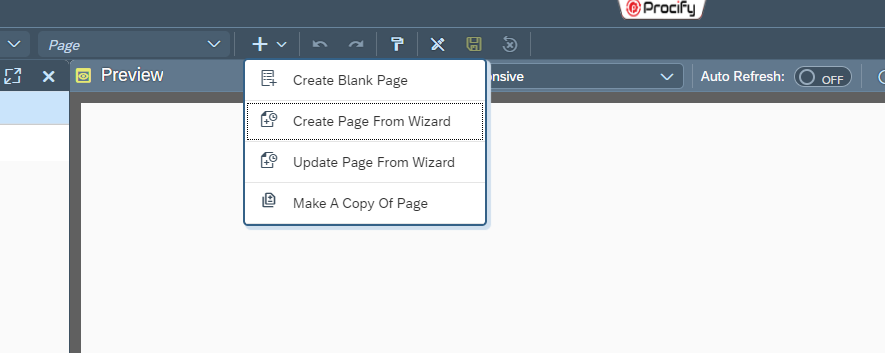 Procify
Page
Preview
nsive
Auto Refresh:
OFF
Create Blank Page
Create Page From Wizard
Update Page From Wizard
Make A Copy Of Page